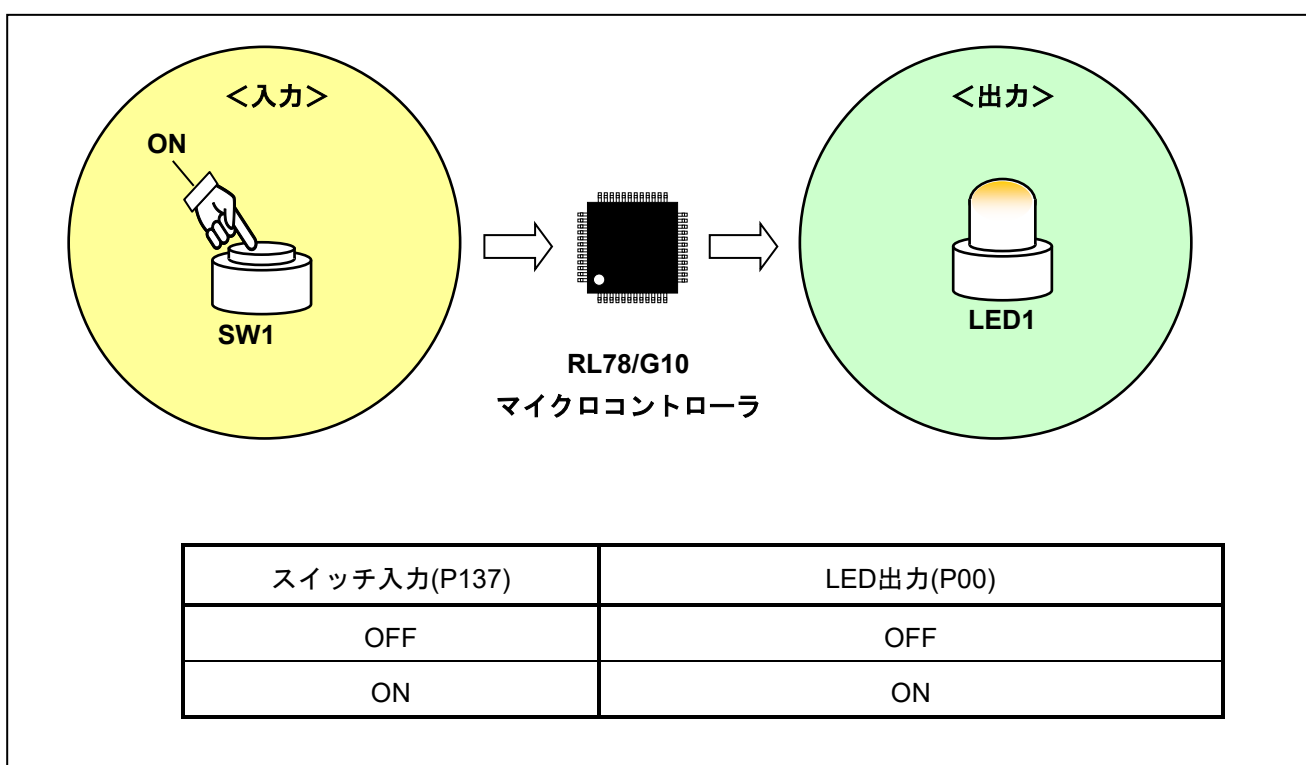 ＜入力＞
ON
SW1
RL78/G10
マイクロコントローラ
＜出力＞
LED1
スイッチ入力(P137) LED出力(P00)
OFF OFF
ON ON